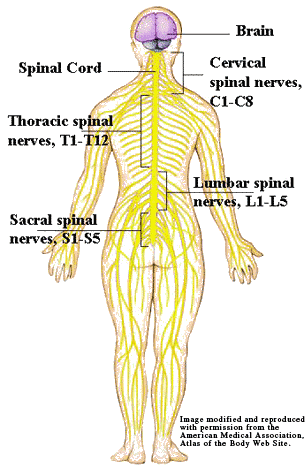 Brain
Spinal Cord
Cervical
spinal nerves,
C1-C8
Thoracic spinal
nerves, T1-T12
Lumbar spinal
nerves, L1-L5
Sacral spinal
nerves, S1-S5
Image modified and reproduced
with permission from the
American Medical Association,
Atlas of the Body Web Site.